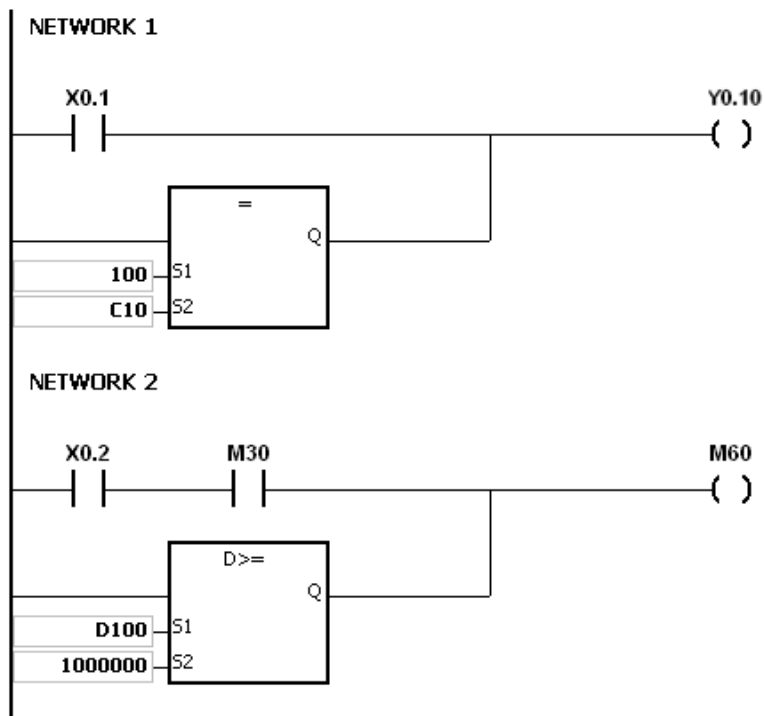 NETWORK 1
X0.1 Y0.10
=
Q
100 S1
C10 S2
NETWORK 2
X0.2 M30 M60
D>=
Q
D100 S1
1000000 S2